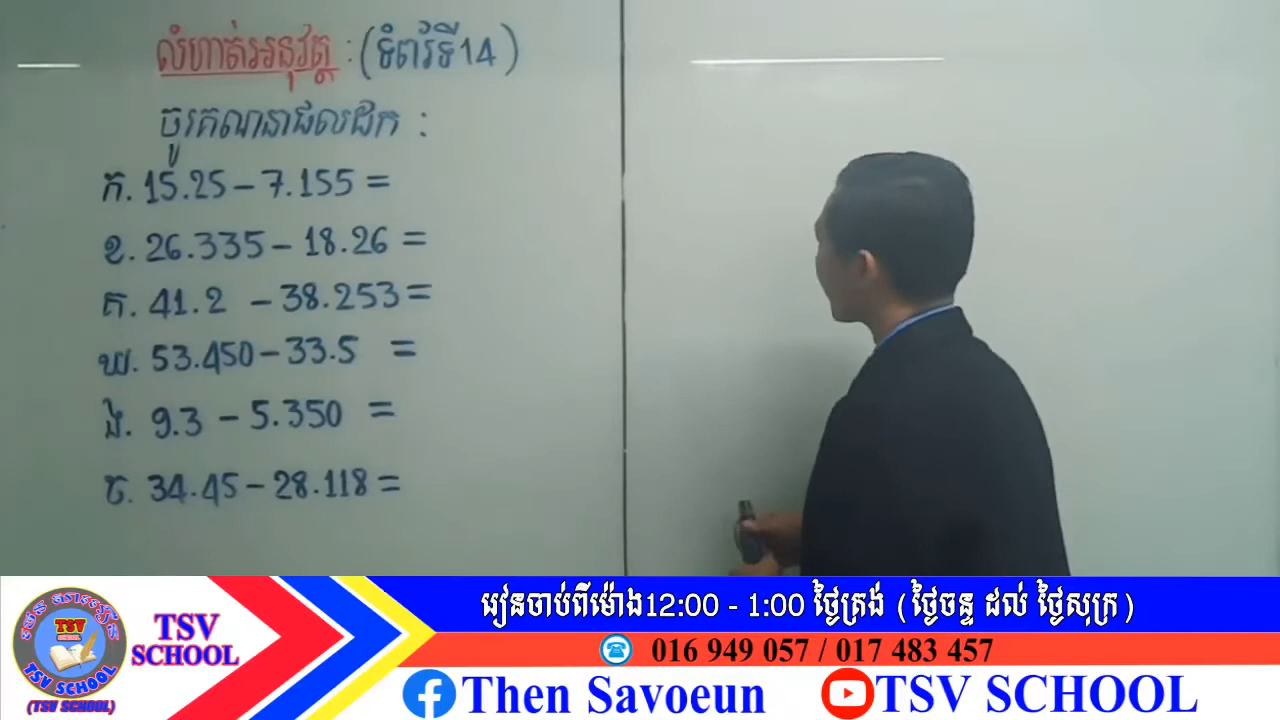 លំហាត់អនុវត្ត : (ទំព័រទី14)
ចូរគណនាផលដក :
ក. 15.25 - 7.155 =
ខ. 26.335 - 18.26 =
គ. 41.2 - 38.253 =
ឃ. 53.450 - 33.5 =
ង. 9.3 - 5.350 =
ច. 34.45 - 28.118 =
រៀនចាប់ពីម៉ោង12:00 - 1:00 ថ្ងៃត្រង់ (ថ្ងៃចន្ទ ដល់ ថ្ងៃសុក្រ)
016 949 057 / 017 483 457
Then Savoeun
TSV SCHOOL
TSV
SCHOOL
TSV
SCHOOL
TSV SCHOOL
(TSV SCHOOL)